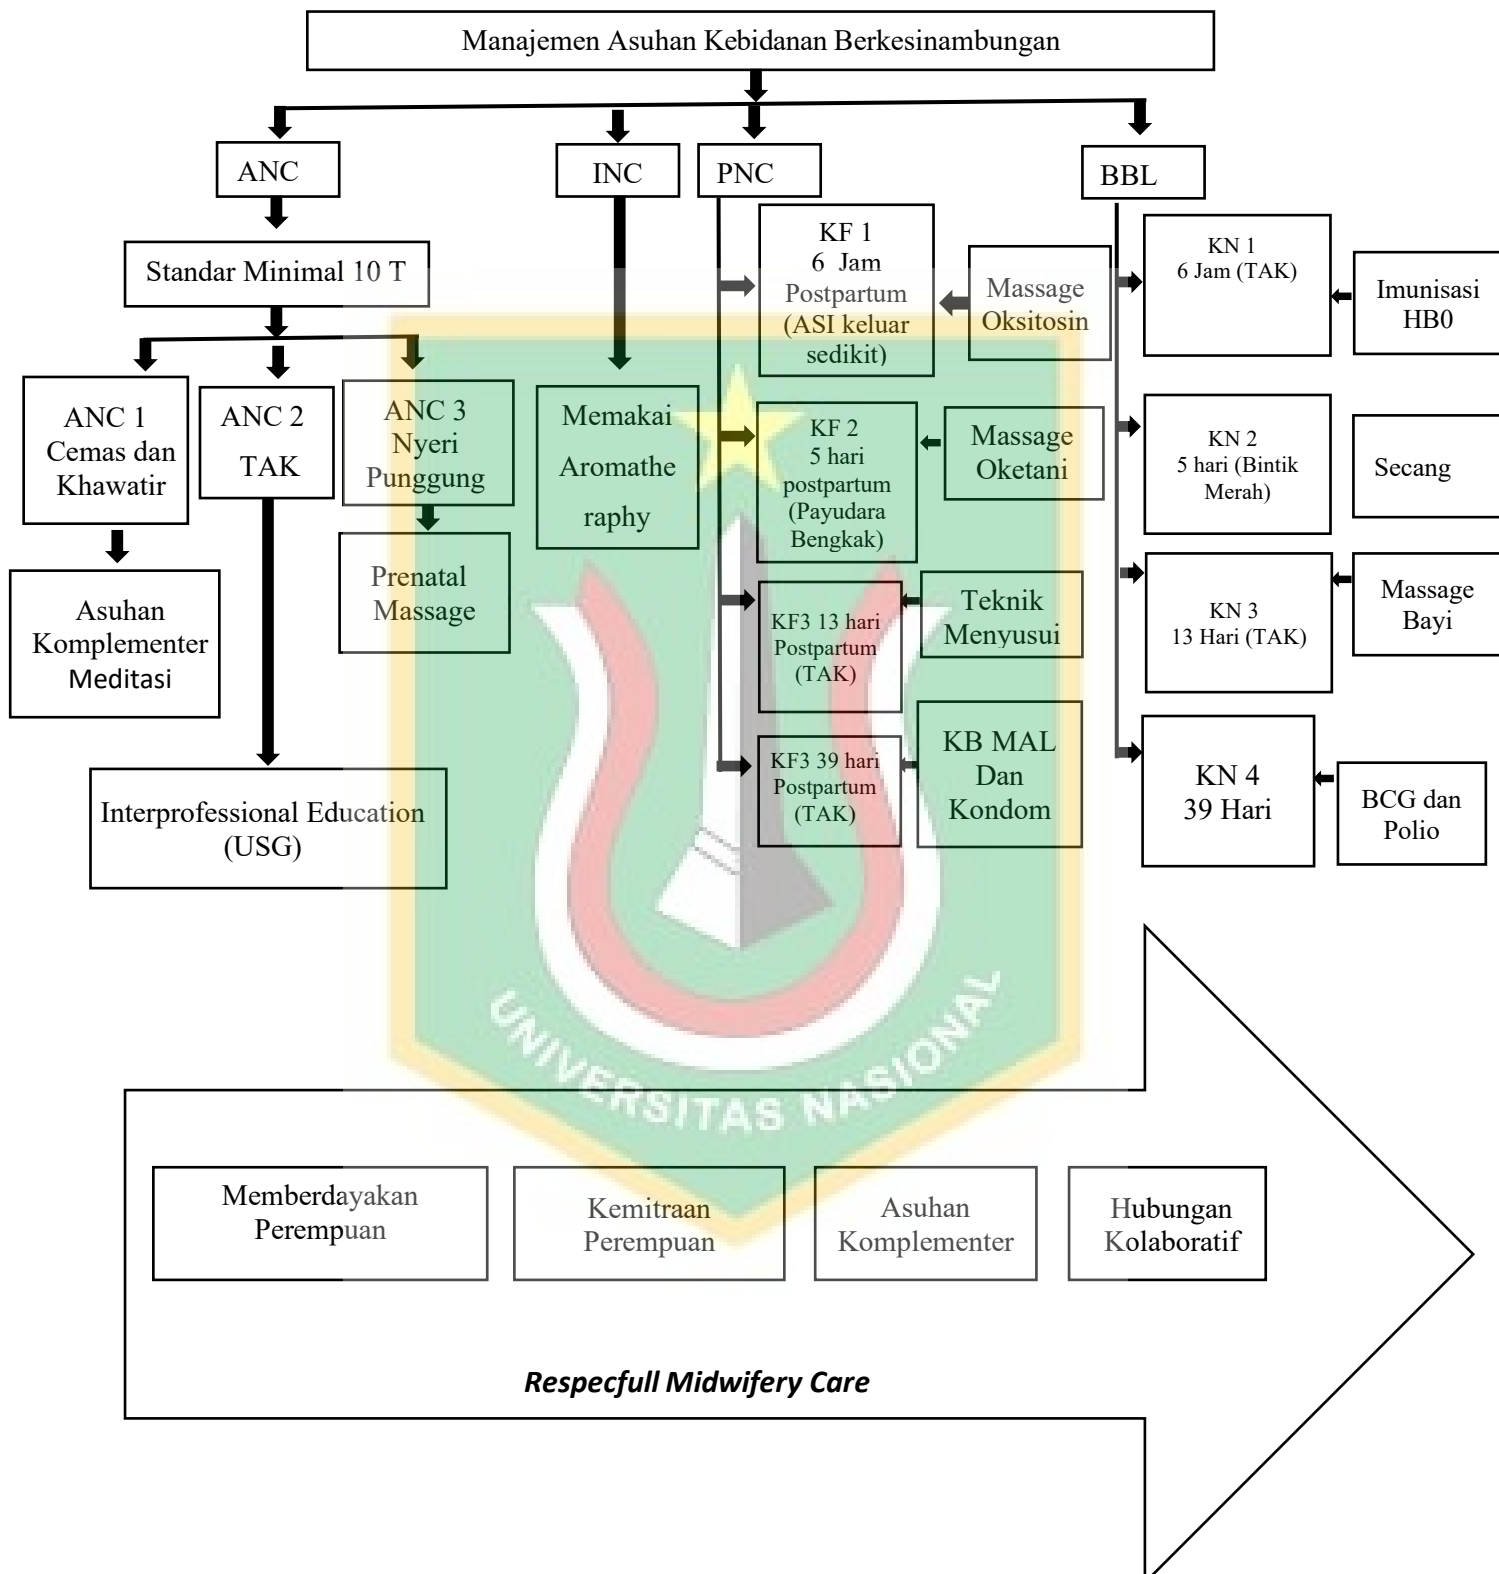 Manajemen Asuhan Kebidanan Berkesinambungan
ANC
INC
PNC
BBL
Standar Minimal 10 T
ANC 1
Cemas dan
Khawatir
ANC 2
TAK
ANC 3
Nyeri
Punggung
Asuhan
Komplementer
Meditasi
Prenatal
Massage
Interprofessional Education
(USG)
Memakai
Aromathe
raphy
KF 1
6 Jam
Postpartum
(ASI keluar
sedikit)
Massage
Oksitosin
KF 2
5 hari
postpartum
(Payudara
Bengkak)
Massage
Oketani
KF3 13 hari
Postpartum
(TAK)
Teknik
Menyusui
KF3 39 hari
Postpartum
(TAK)
KB MAL
Dan
Kondom
KN 1
6 Jam (TAK)
Imunisasi
HB0
KN 2
5 hari (Bintik
Merah)
Secang
KN 3
13 Hari (TAK)
Massage
Bayi
KN 4
39 Hari
BCG dan
Polio
UNIVERSITAS NASIONAL
Memberdayakan
Perempuan
Kemitraan
Perempuan
Asuhan
Komplementer
Hubungan
Kolaboratif
Respecfull Midwifery Care